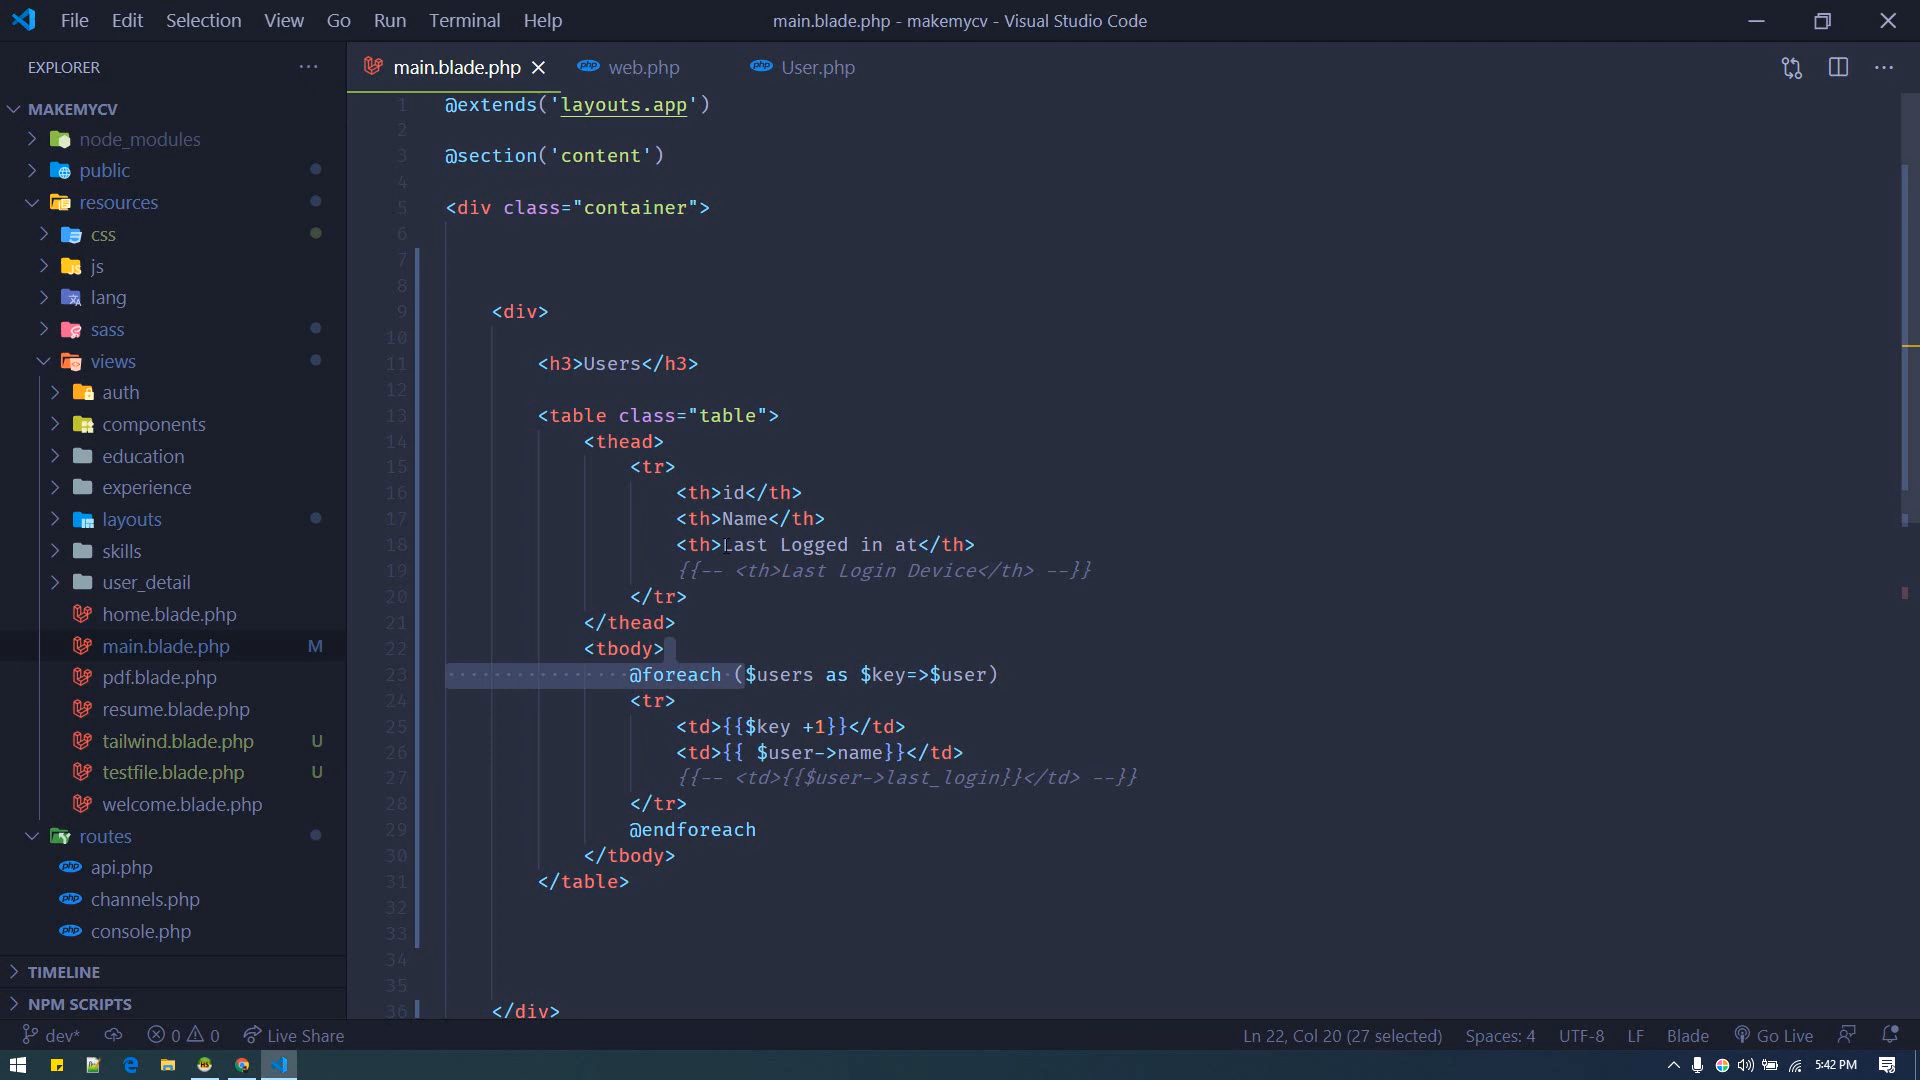 File Edit Selection View Go Run Terminal Help
main.blade.php - makemycv - Visual Studio Code
EXPLORER
main.blade.php
web.php
User.php
MAKEMYCV
node_modules
public
resources
css
js
lang
sass
views
auth
components
education
experience
layouts
skills
user_detail
home.blade.php
main.blade.php M
pdf.blade.php
resume.blade.php
tailwind.blade.php U
testfile.blade.php U
welcome.blade.php
routes
api.php
channels.php
console.php
TIMELINE
NPM SCRIPTS
1 @extends('layouts.app')
2
3 @section('content')
4
5 <div class="container">
6
7
8
9 <div>
10
11 <h3>Users</h3>
12
13 <table class="table">
14 <thead>
15 <tr>
16 <th>id</th>
17 <th>Name</th>
18 <th>Last Logged in at</th>
19 {{-- <th>Last Login Device</th> --}}
20 </tr>
21 </thead>
22 <tbody>
23 @foreach ($users as $key=>$user)
24 <tr>
25 <td>{{$key +1}}</td>
26 <td>{{ $user->name}}</td>
27 {{-- <td>{{$user->last_login}}</td> --}}
28 </tr>
29 @endforeach
30 </tbody>
31 </table>
32
33
34
35
36 </div>
dev* 0 0 Live Share
Ln 22, Col 20 (27 selected) Spaces: 4 UTF-8 LF Blade Go Live
5:42 PM